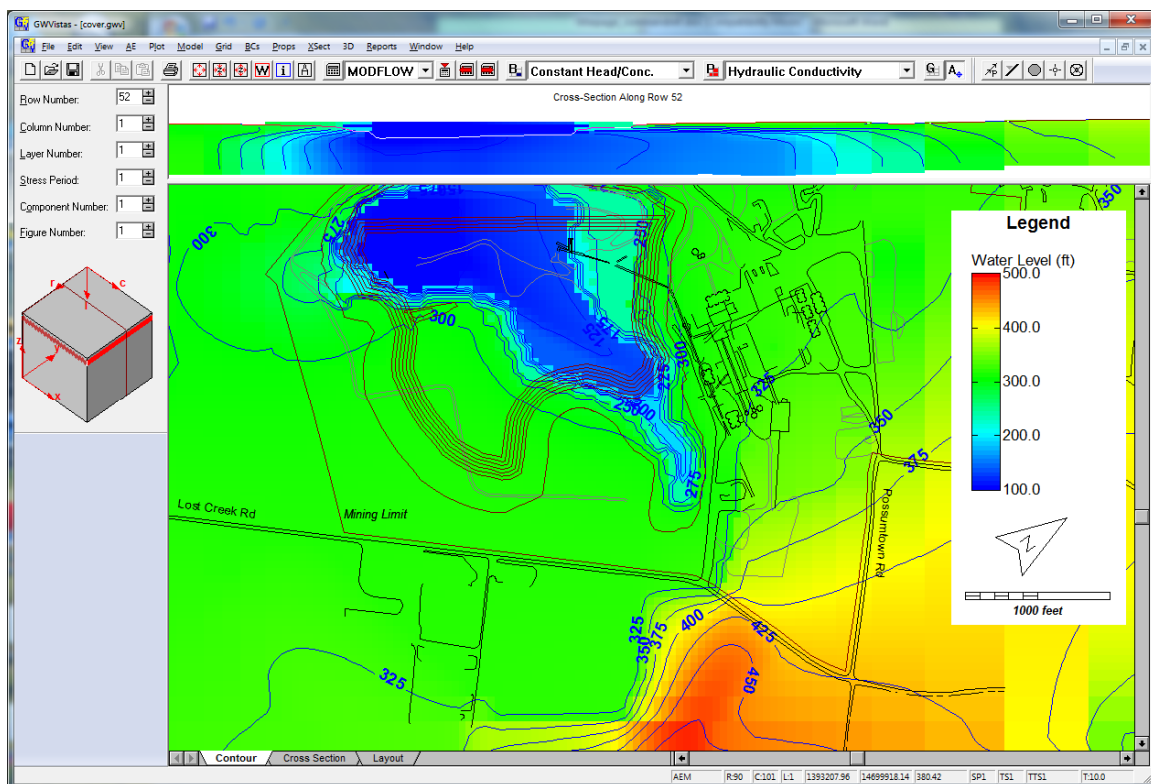 GWVistas - [cover.gwv]
File Edit View AE Plot Model Grid BCs Props XSect 3D Reports Window Help
W i A MODFLOW B Constant Head/Conc. P Hydraulic Conductivity G A P
Row Number: 52
Column Number: 1
Layer Number: 1
Stress Period: 1
Component Number: 1
Figure Number: 1
r c
z y x
Cross-Section Along Row 52
300
275
250
350
300
125
175
300
225
325
350
375
250
200
275
Lost Creek Rd
Mining Limit
Rossumtown Rd
325
350
375
400
425
450
325
Legend
Water Level (ft)
500.0
400.0
300.0
200.0
100.0
N
1000 feet
Contour Cross Section Layout
AEM R:90 C:101 L:1 1393207.96 14699918.14 380.42 SP1 TS1 TTS1 T:10.0